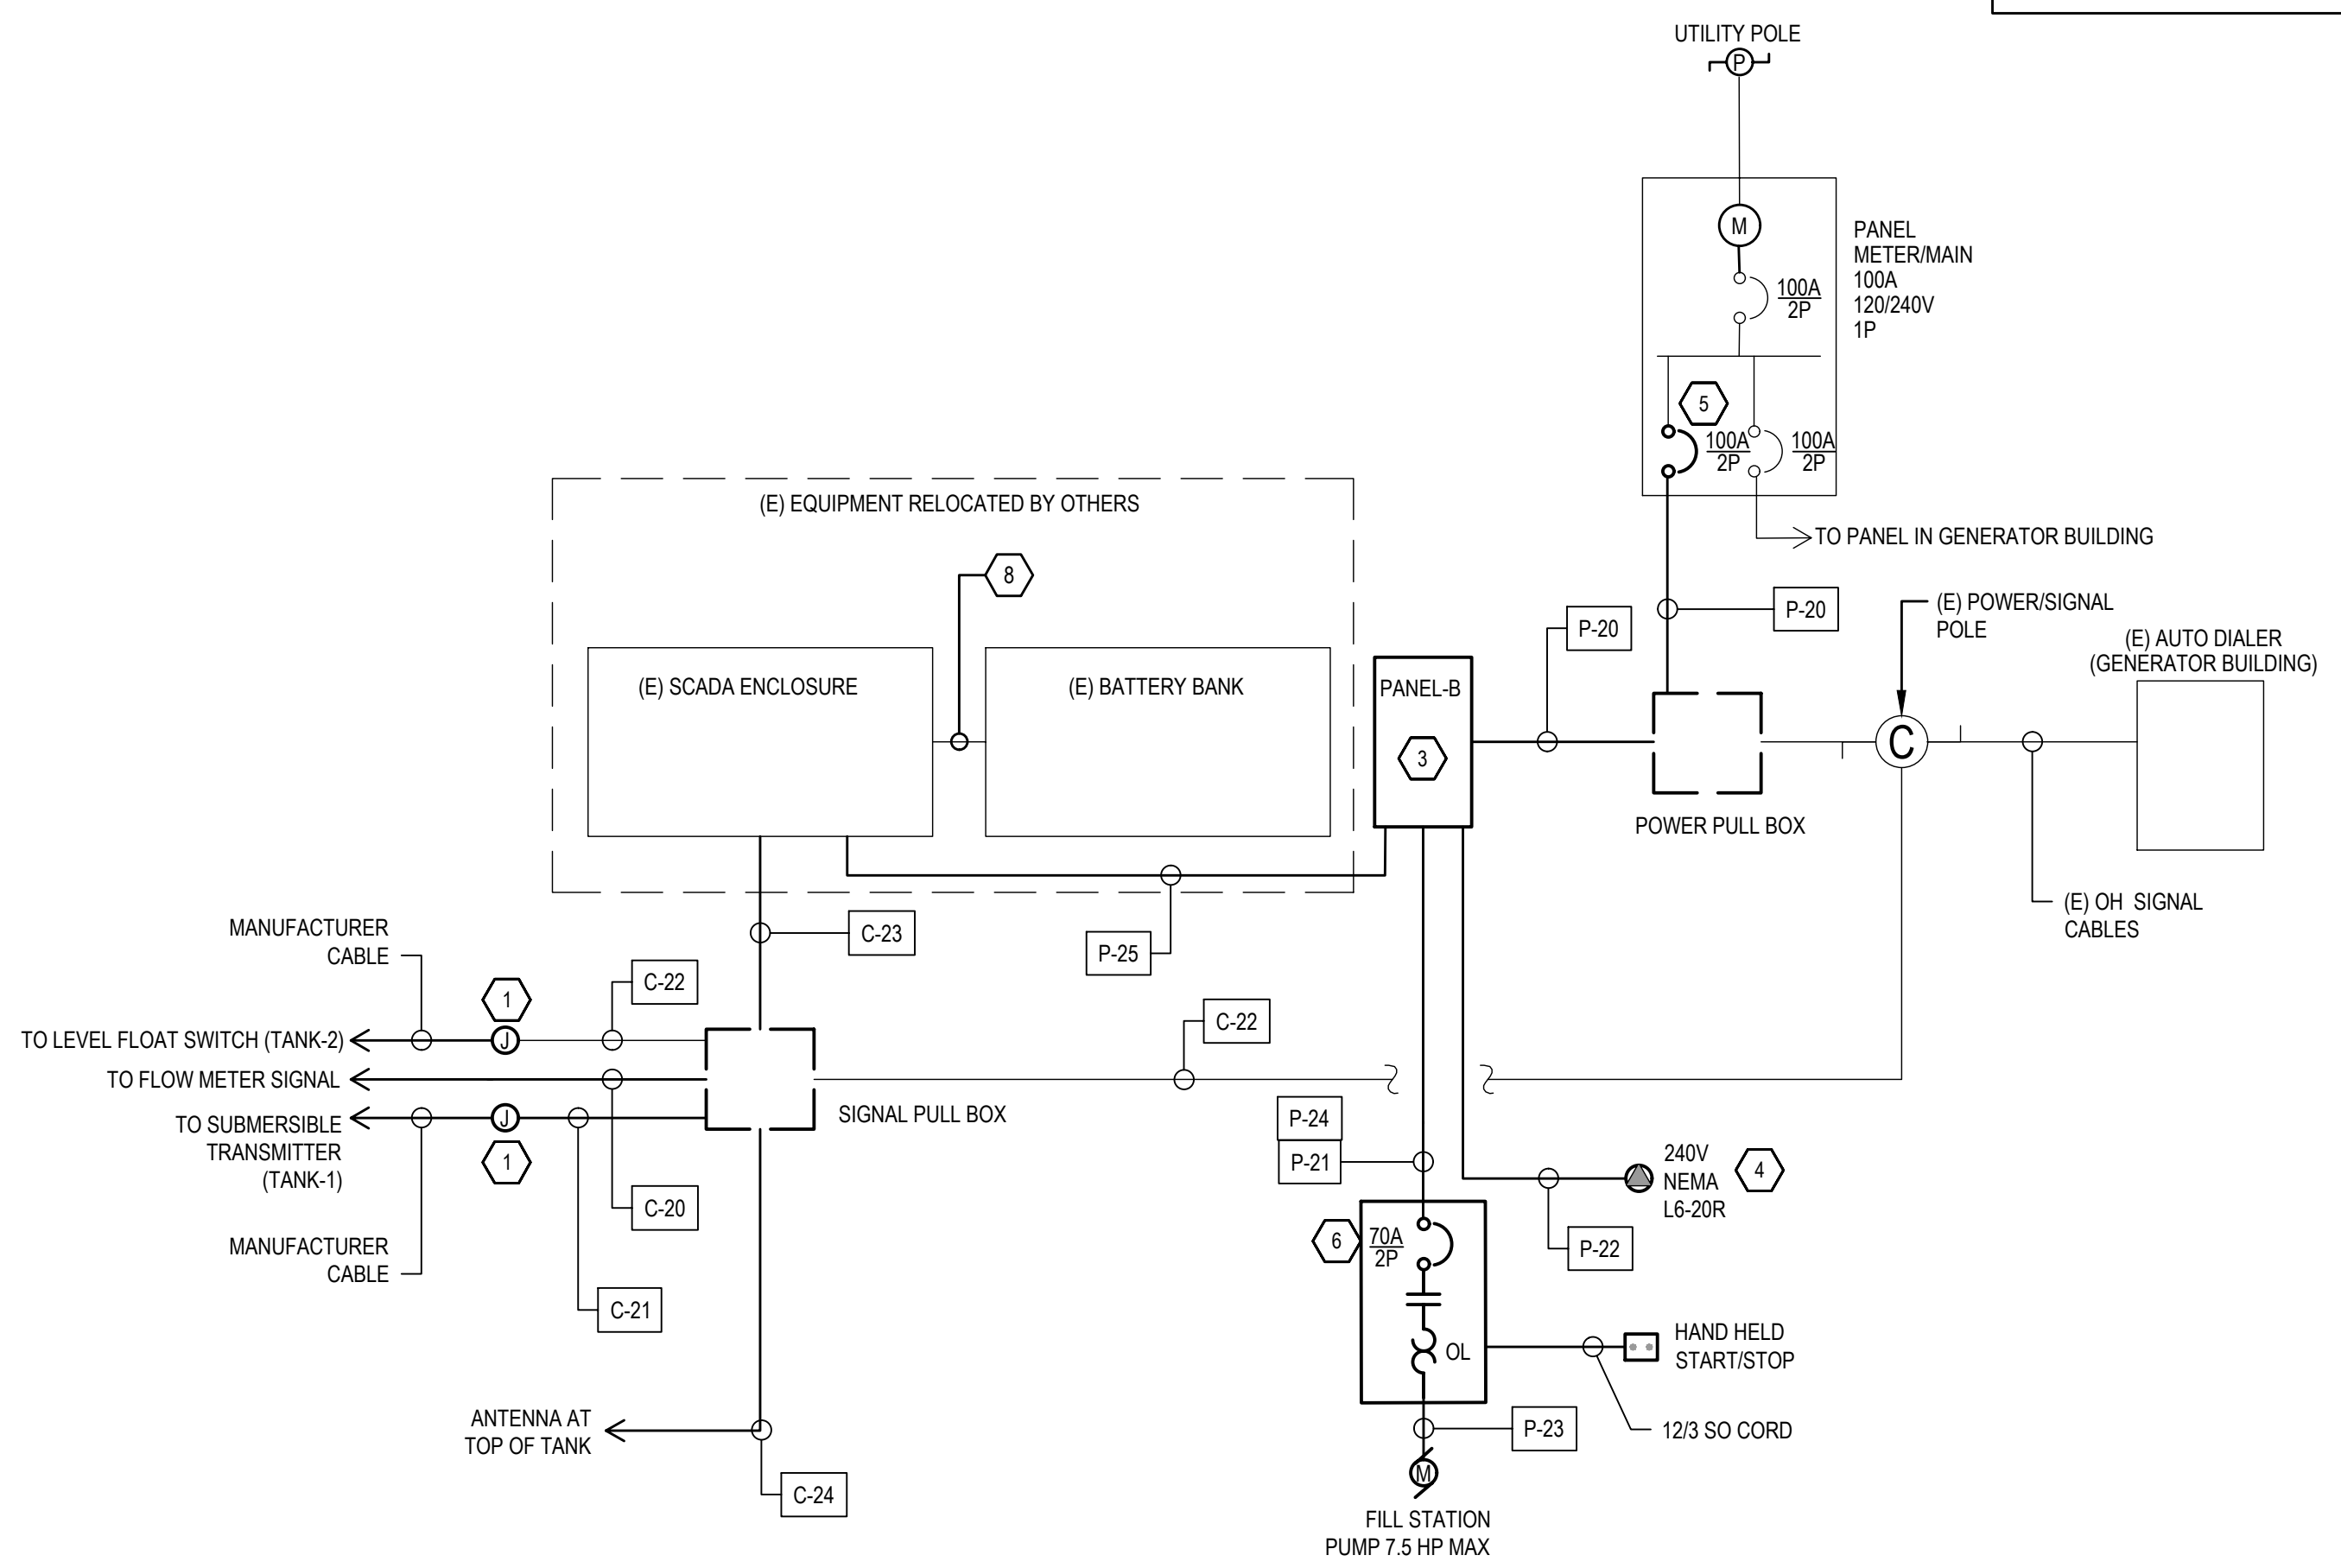 UTILITY POLE
P
M
PANEL
METER/MAIN
100A
120/240V
1P
100A
2P
5
100A
2P
100A
2P
(E) EQUIPMENT RELOCATED BY OTHERS
TO PANEL IN GENERATOR BUILDING
8
P-20
P-20
(E) POWER/SIGNAL
POLE
(E) AUTO DIALER
(GENERATOR BUILDING)
(E) SCADA ENCLOSURE
(E) BATTERY BANK
PANEL-B
3
C
POWER PULL BOX
(E) OH SIGNAL
CABLES
MANUFACTURER
CABLE
C-23
P-25
1
C-22
C-22
TO LEVEL FLOAT SWITCH (TANK-2)
J
TO FLOW METER SIGNAL
TO SUBMERSIBLE
TRANSMITTER
(TANK-1)
J
1
SIGNAL PULL BOX
P-24
P-21
240V
NEMA
L6-20R
4
C-20
MANUFACTURER
CABLE
6
70A
2P
P-22
C-21
OL
HAND HELD
START/STOP
ANTENNA AT
TOP OF TANK
P-23
12/3 SO CORD
M
C-24
FILL STATION
PUMP 7.5 HP MAX